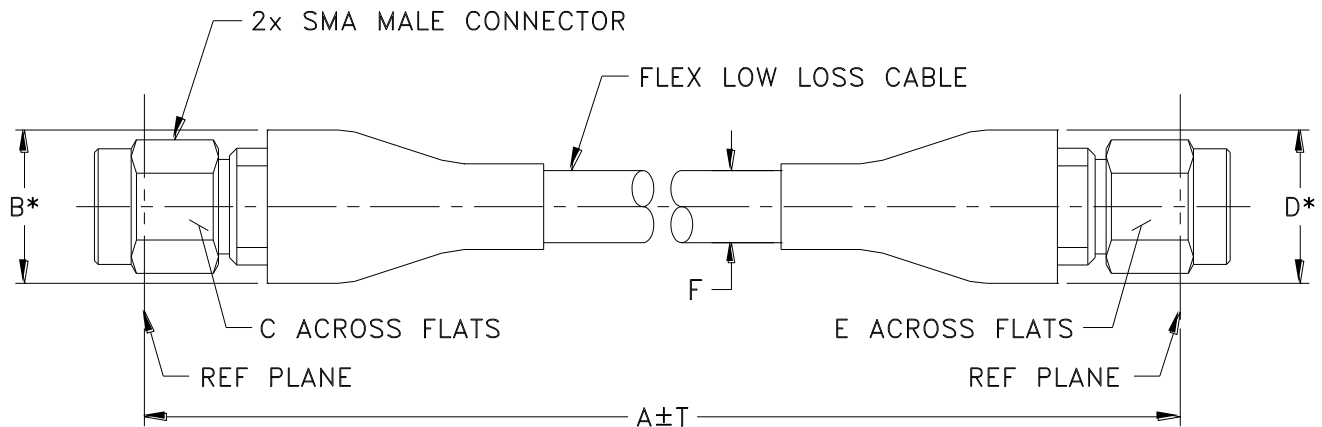 2x SMA MALE CONNECTOR
FLEX LOW LOSS CABLE
B*
D*
F
C ACROSS FLATS
E ACROSS FLATS
REF PLANE
REF PLANE
A±T